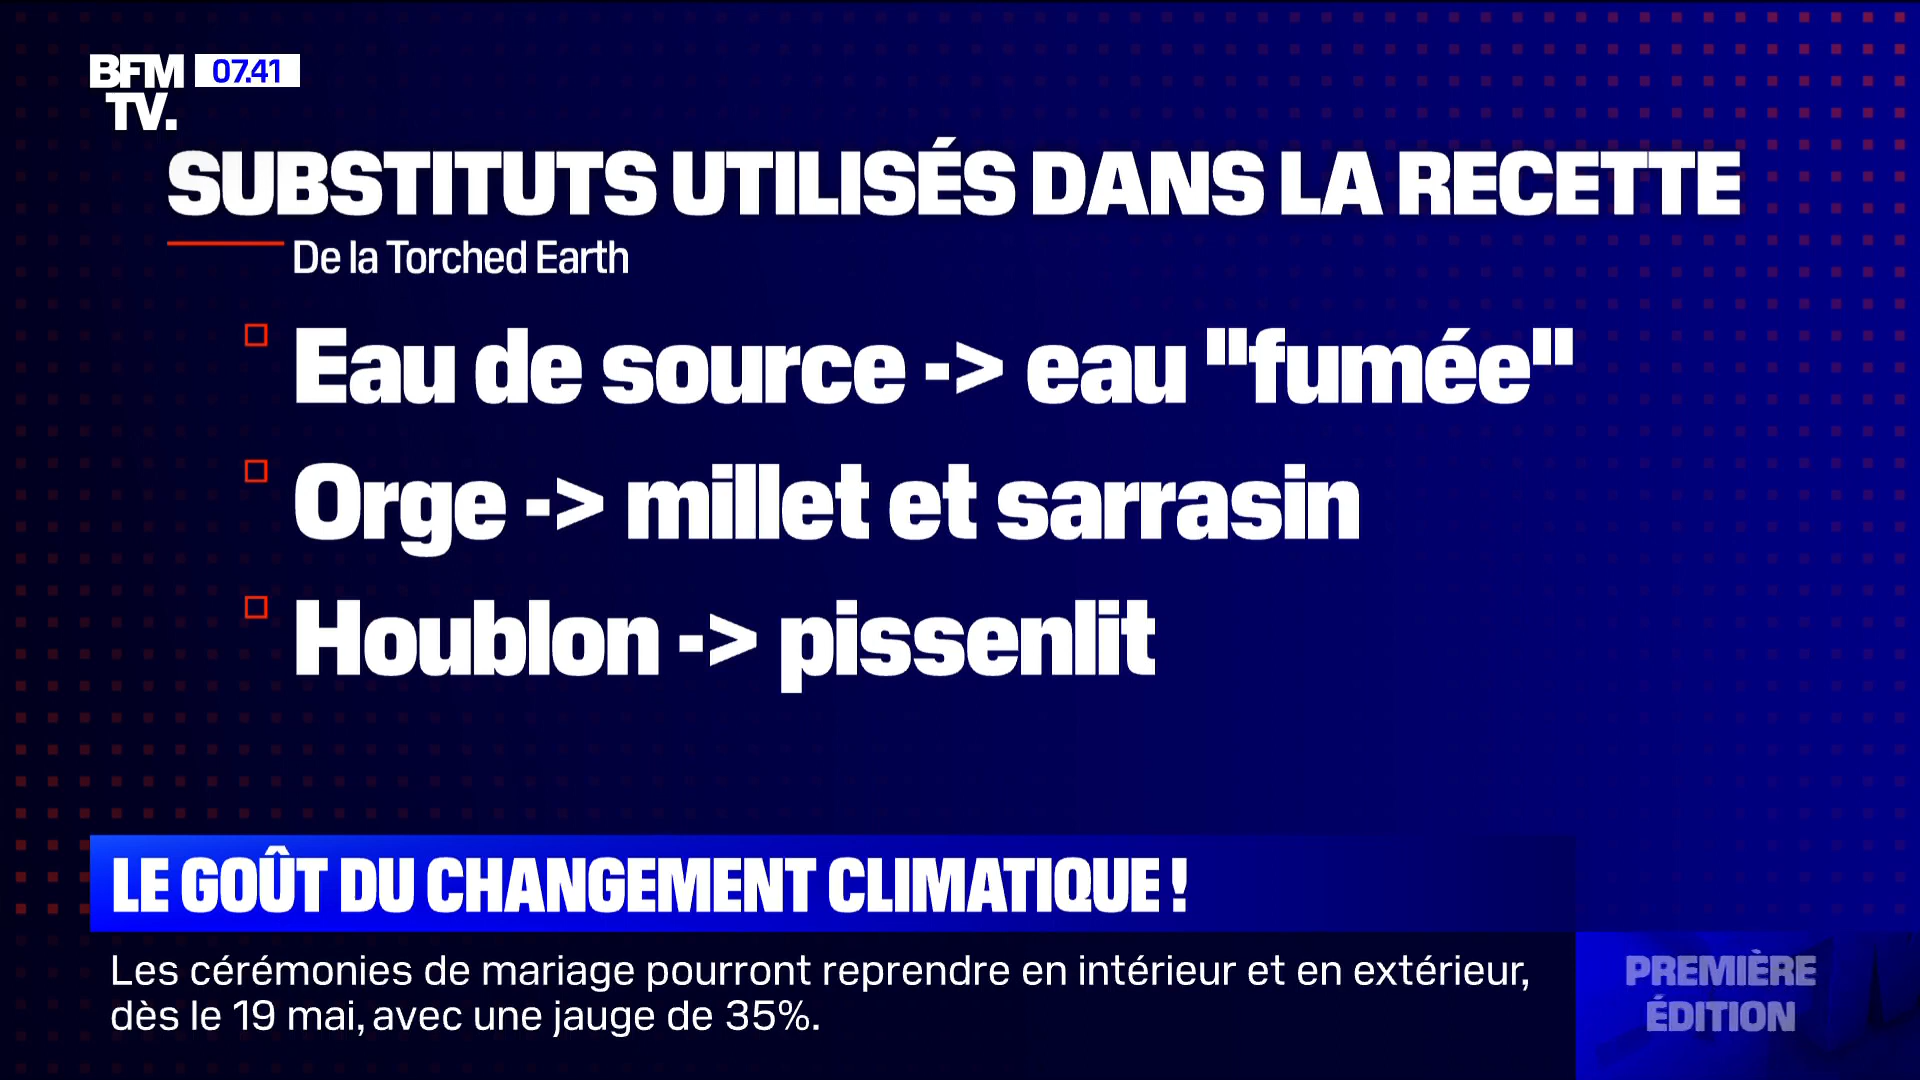 BFM 07.41
TV.
SUBSTITUTS UTILISÉS DANS LA RECETTE
De la Torched Earth
Eau de source -> eau "fumée"
Orge -> millet et sarrasin
Houblon -> pissenlit
LE GOÛT DU CHANGEMENT CLIMATIQUE !
Les cérémonies de mariage pourront reprendre en intérieur et en extérieur,
dès le 19 mai, avec une jauge de 35%.
PREMIÈRE
ÉDITION